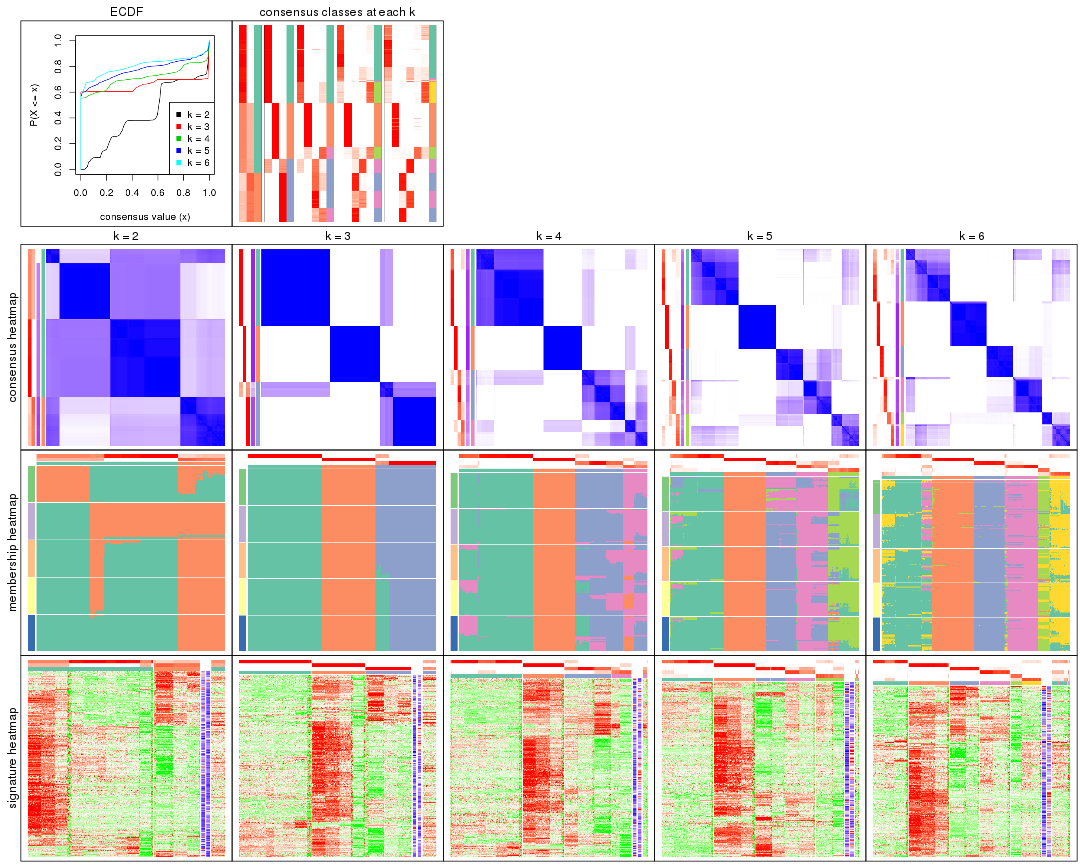 ECDF
consensus classes at each k
P(X <= x)
0.0
0.2
0.4
0.6
0.8
1.0
k = 2
k = 3
k = 4
k = 5
k = 6
0.0 0.2 0.4 0.6 0.8 1.0
consensus value (x)
k = 2
k = 3
k = 4
k = 5
k = 6
consensus heatmap
membership heatmap
signature heatmap